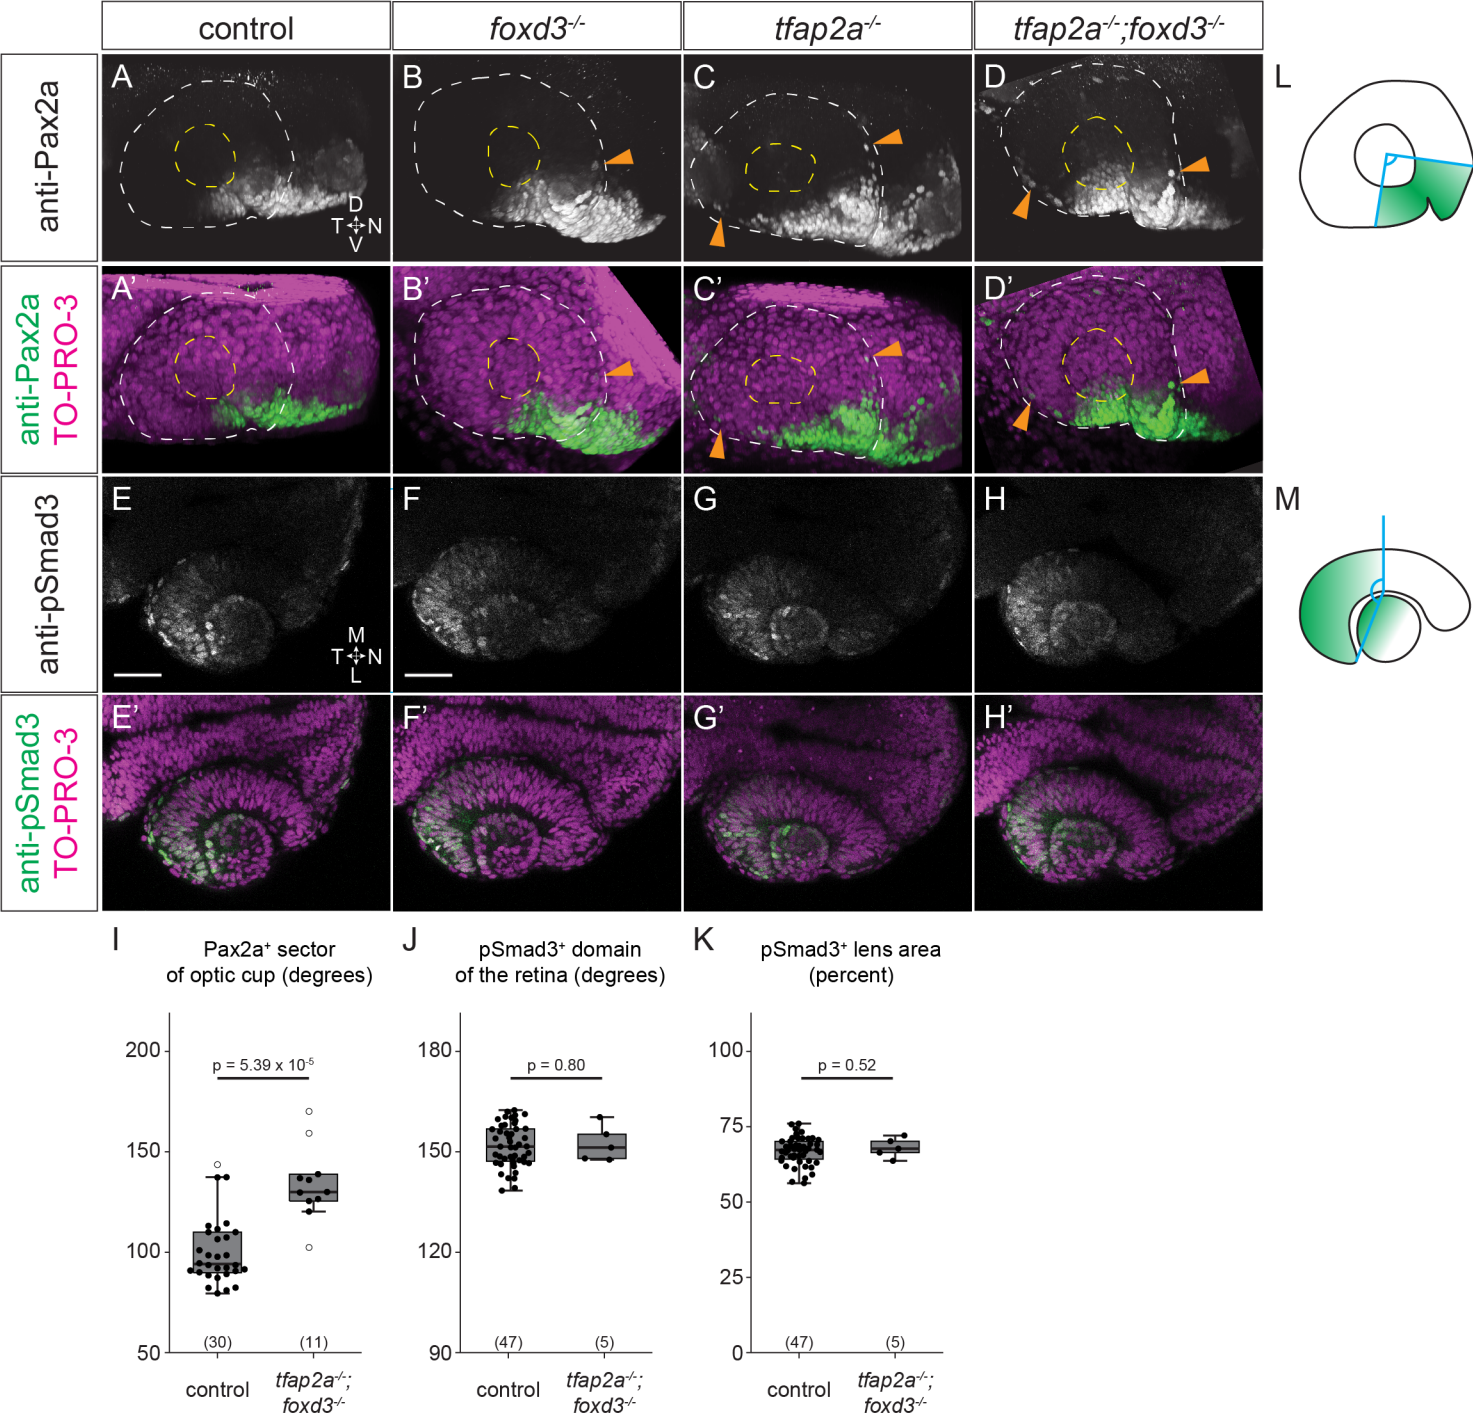 control
foxd3-/-
tfap2a-/-
tfap2a-/-;foxd3-/-
anti-Pax2a
A
B
C
D
L
D
T N
V
anti-Pax2a
TO-PRO-3
A'
B'
C'
D'
anti-pSmad3
E
F
G
H
M
M
T N
L
anti-pSmad3
TO-PRO-3
E'
F'
G'
H'
I
Pax2a+ sector
of optic cup (degrees)
200
150
100
50
p = 5.39 x 10-5
(30)
(11)
control
tfap2a-/-;
foxd3-/-
J
pSmad3+ domain
of the retina (degrees)
180
150
120
90
p = 0.80
(47)
(5)
control
tfap2a-/-;
foxd3-/-
K
pSmad3+ lens area
(percent)
100
75
50
25
0
p = 0.52
(47)
(5)
control
tfap2a-/-;
foxd3-/-